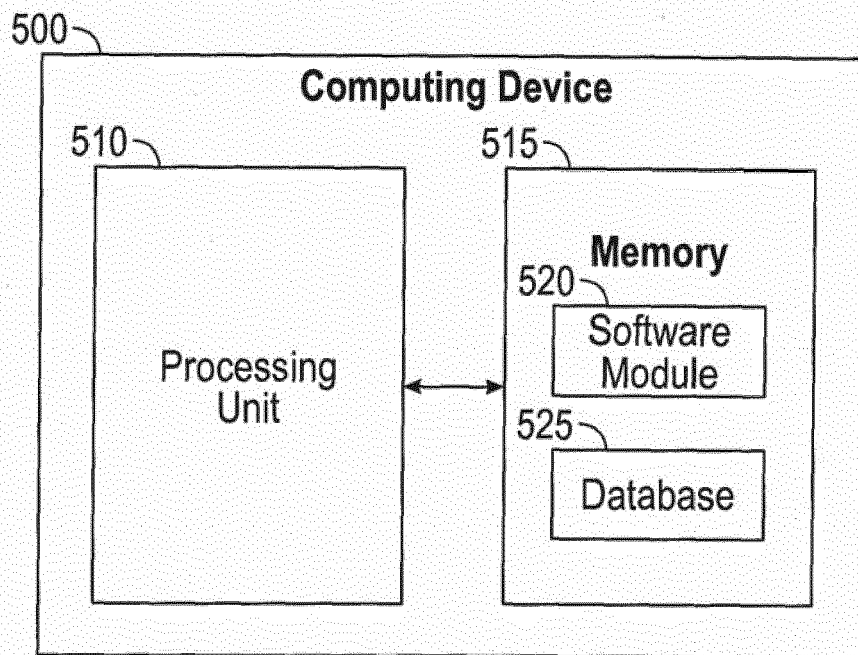 500
Computing Device
510
515
Memory
520
Software
Module
Processing
Unit
525
Database